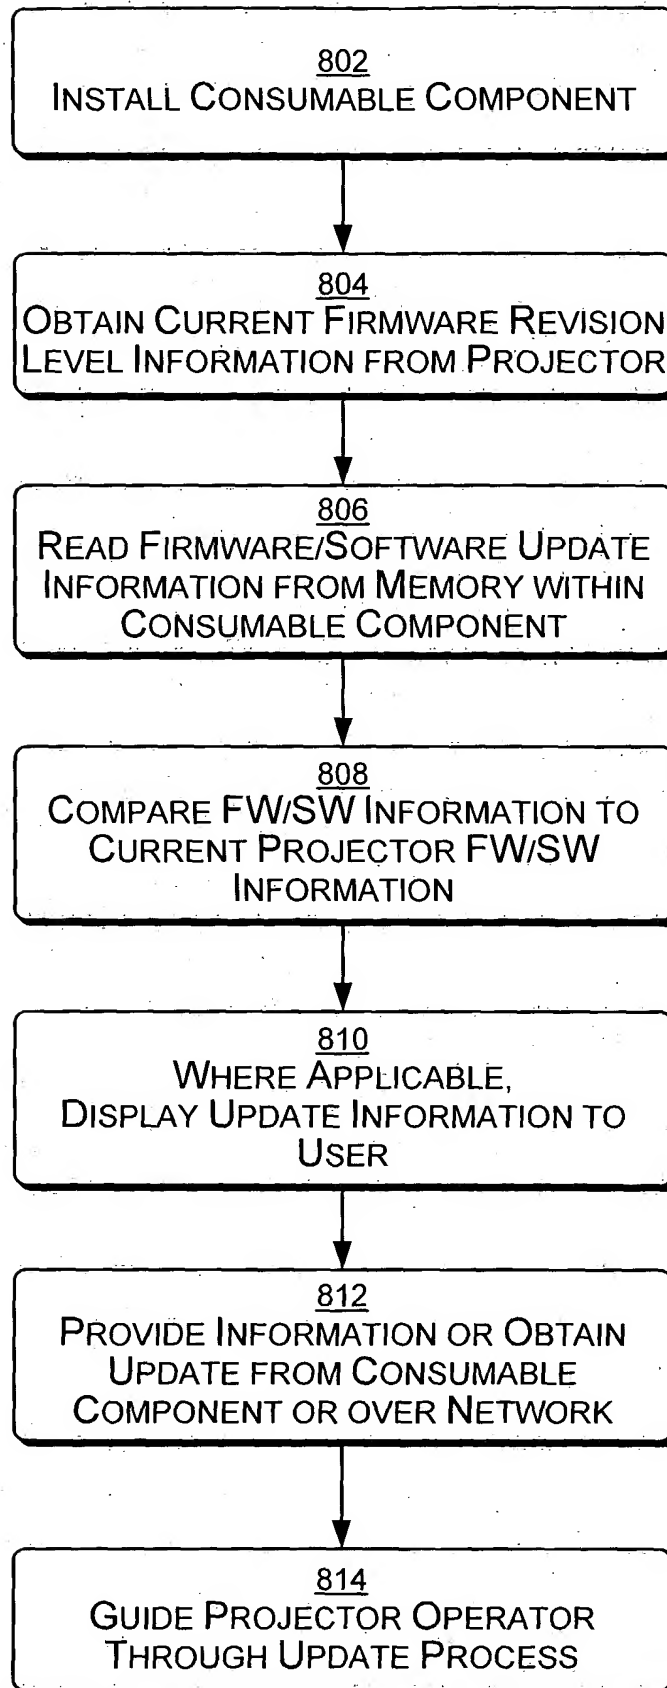 802
INSTALL CONSUMABLE COMPONENT
804
OBTAIN CURRENT FIRMWARE REVISION
LEVEL INFORMATION FROM PROJECTOR
806
READ FIRMWARE/SOFTWARE UPDATE
INFORMATION FROM MEMORY WITHIN
CONSUMABLE COMPONENT
808
COMPARE FW/SW INFORMATION TO
CURRENT PROJECTOR FW/SW
INFORMATION
810
WHERE APPLICABLE,
DISPLAY UPDATE INFORMATION TO
USER
812
PROVIDE INFORMATION OR OBTAIN
UPDATE FROM CONSUMABLE
COMPONENT OR OVER NETWORK
814
GUIDE PROJECTOR OPERATOR
THROUGH UPDATE PROCESS